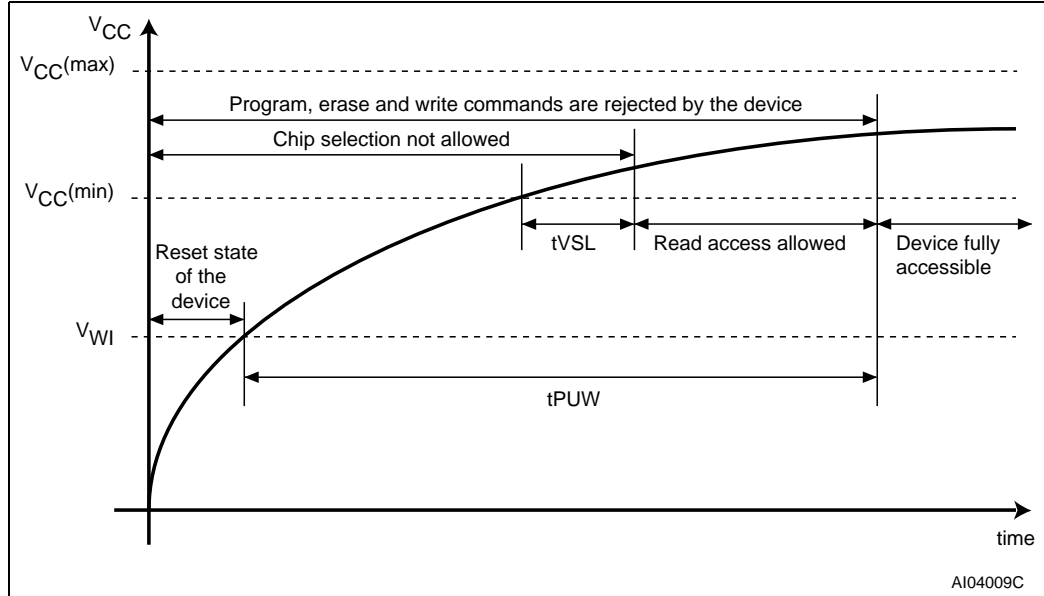 VCC
VCC(max)
Program, erase and write commands are rejected by the device
Chip selection not allowed
VCC(min)
tVSL
Read access allowed
Device fully
accessible
Reset state
of the
device
VWI
tPUW
time
AI04009C